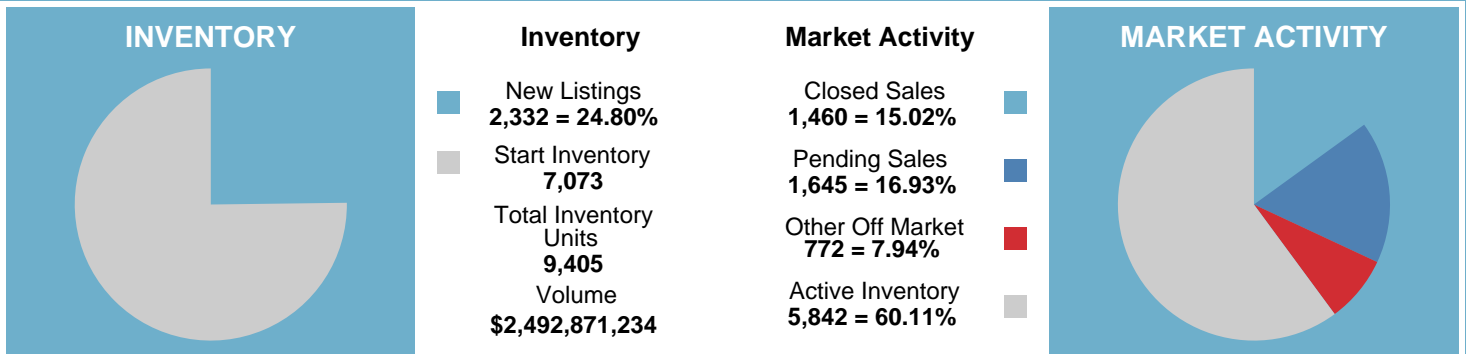 INVENTORY
Inventory
New Listings
2,332 = 24.80%
Start Inventory
7,073
Total Inventory
Units
9,405
Volume
$2,492,871,234
Market Activity
Closed Sales
1,460 = 15.02%
Pending Sales
1,645 = 16.93%
Other Off Market
772 = 7.94%
Active Inventory
5,842 = 60.11%
MARKET ACTIVITY